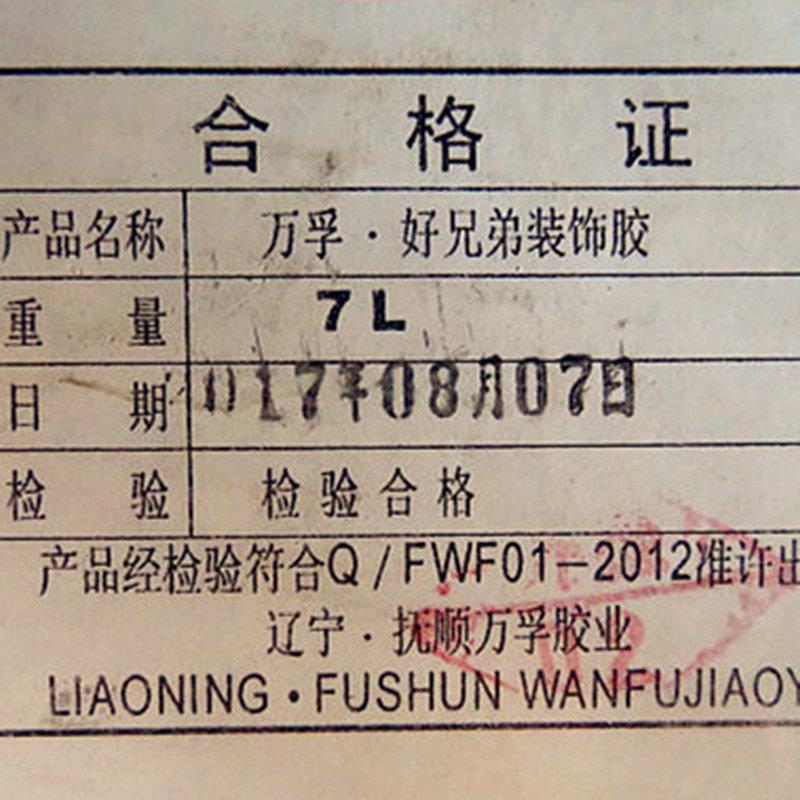 合格证
产品名称 万孚·好兄弟装饰胶
重量 7L
日期 017年08月07日
检验 检验合格
产品经检验符合Q/FWF01-2012准许出
辽宁·抚顺万孚胶业
LIAONING·FUSHUN WANFUJIAOY